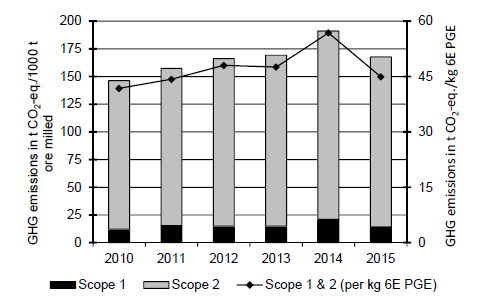 GHG emissions in t CO2-eq./1000 t
ore milled
200
175
150
125
100
75
50
25
0
60
45
30
15
0
GHG emissions in t CO2-eq./kg 6E PGE
2010 2011 2012 2013 2014 2015
Scope 1 Scope 2 Scope 1 & 2 (per kg 6E PGE)